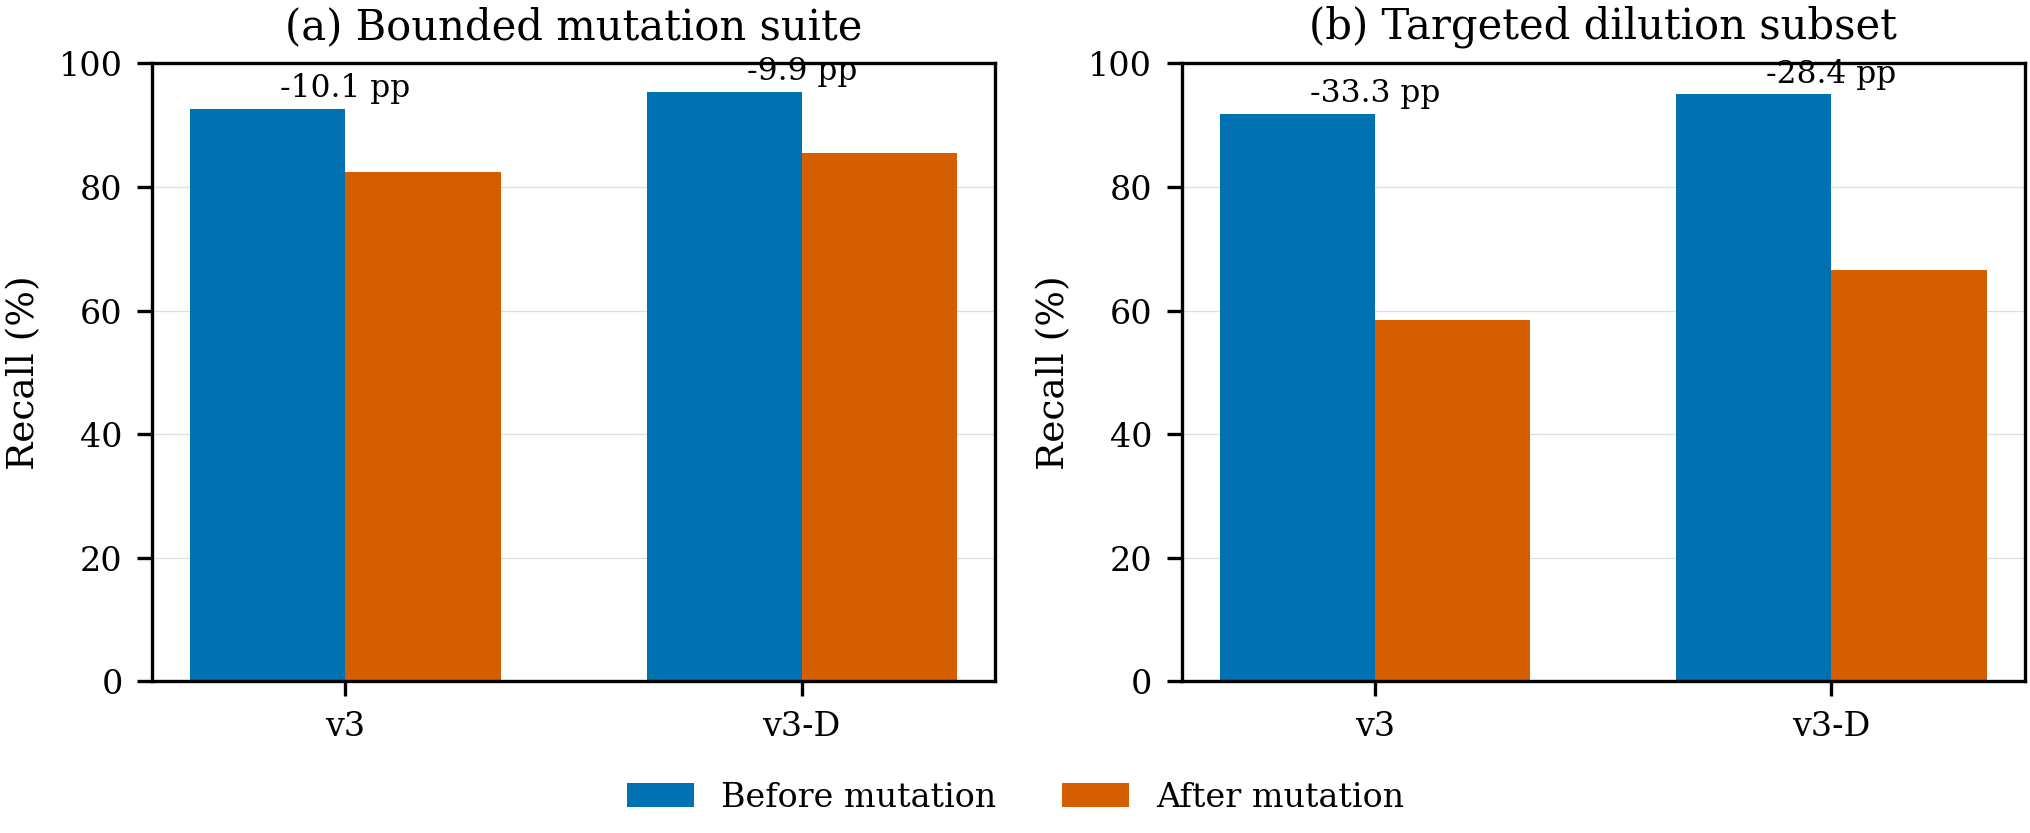 (a) Bounded mutation suite
100
80
60
40
20
0
Recall (%)
-10.1 pp
-9.9 pp
v3
v3-D
(b) Targeted dilution subset
100
80
60
40
20
0
Recall (%)
-33.3 pp
-28.4 pp
v3
v3-D
Before mutation
After mutation